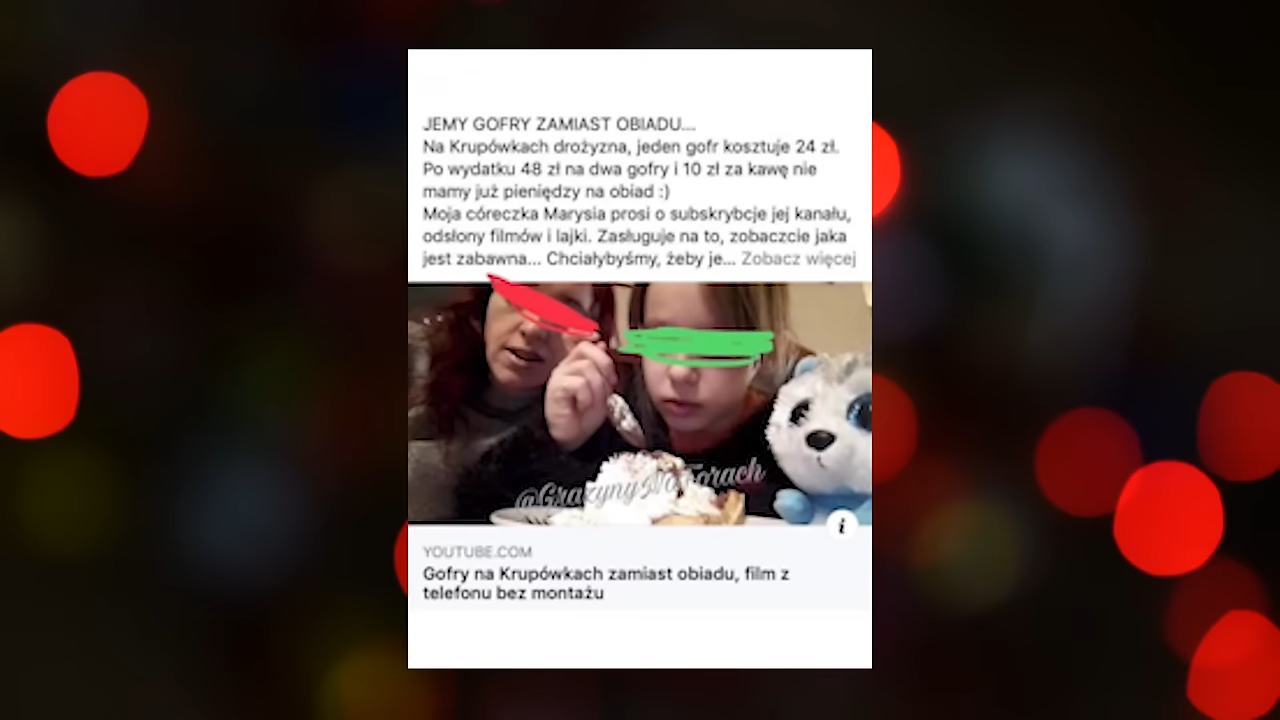 JEMY GOFRY ZAMIAST OBIADU...
Na Krupówkach drożyzna, jeden gofr kosztuje 24 zł.
Po wydatku 48 zł na dwa gofry i 10 zł za kawę nie
mamy już pieniędzy na obiad :)
Moja córeczka Marysia prosi o subskrybcje jej kanału,
odsłony filmów i lajki. Zasługuje na to, zobaczcie jaka
jest zabawna... Chciałybyśmy, żeby je... Zobacz więcej
@GrazynyNaTorach
i
YOUTUBE.COM
Gofry na Krupówkach zamiast obiadu, film z
telefonu bez montażu